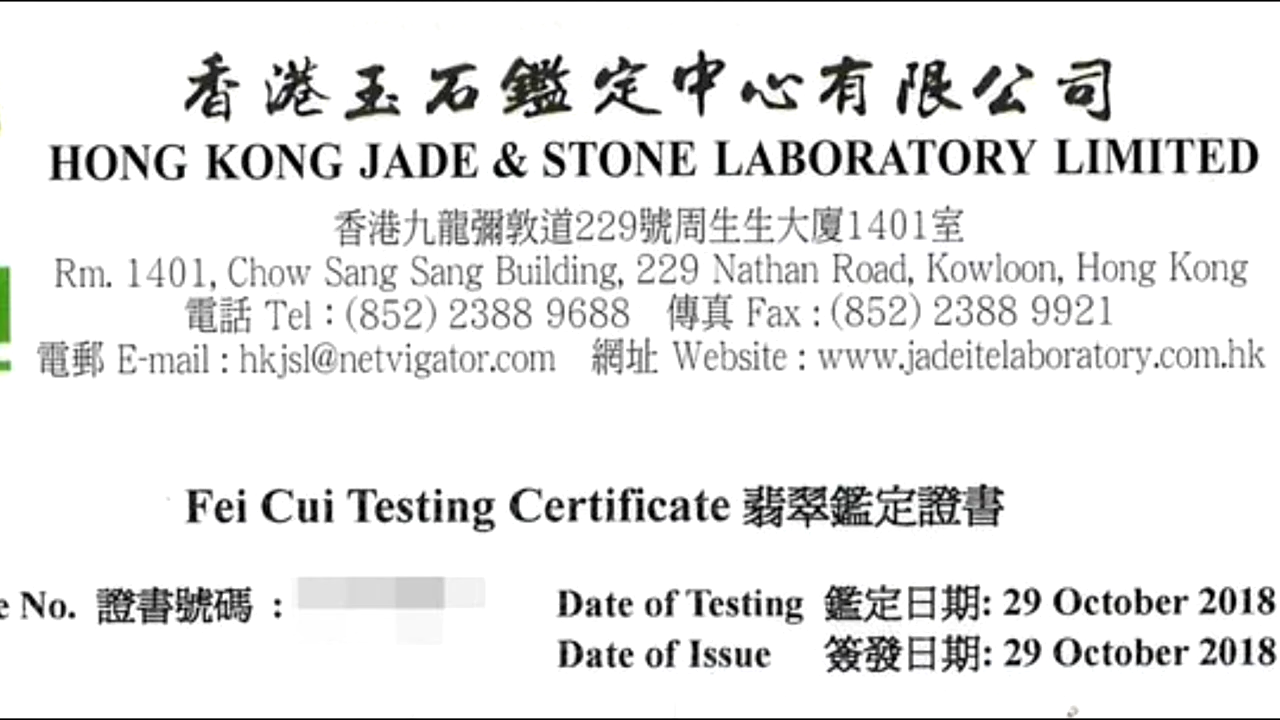 香港玉石鑑定中心有限公司
HONG KONG JADE & STONE LABORATORY LIMITED
香港九龍彌敦道229號周生生大廈1401室
Rm. 1401, Chow Sang Sang Building, 229 Nathan Road, Kowloon, Hong Kong
電話 Tel : (852) 2388 9688 傳真 Fax : (852) 2388 9921
電郵 E-mail : hkjsl@netvigator.com 網址 Website : www.jadeitelaboratory.com.hk
Fei Cui Testing Certificate 翡翠鑑定證書
e No. 證書號碼 : Date of Testing 鑑定日期: 29 October 2018
Date of Issue 簽發日期: 29 October 2018